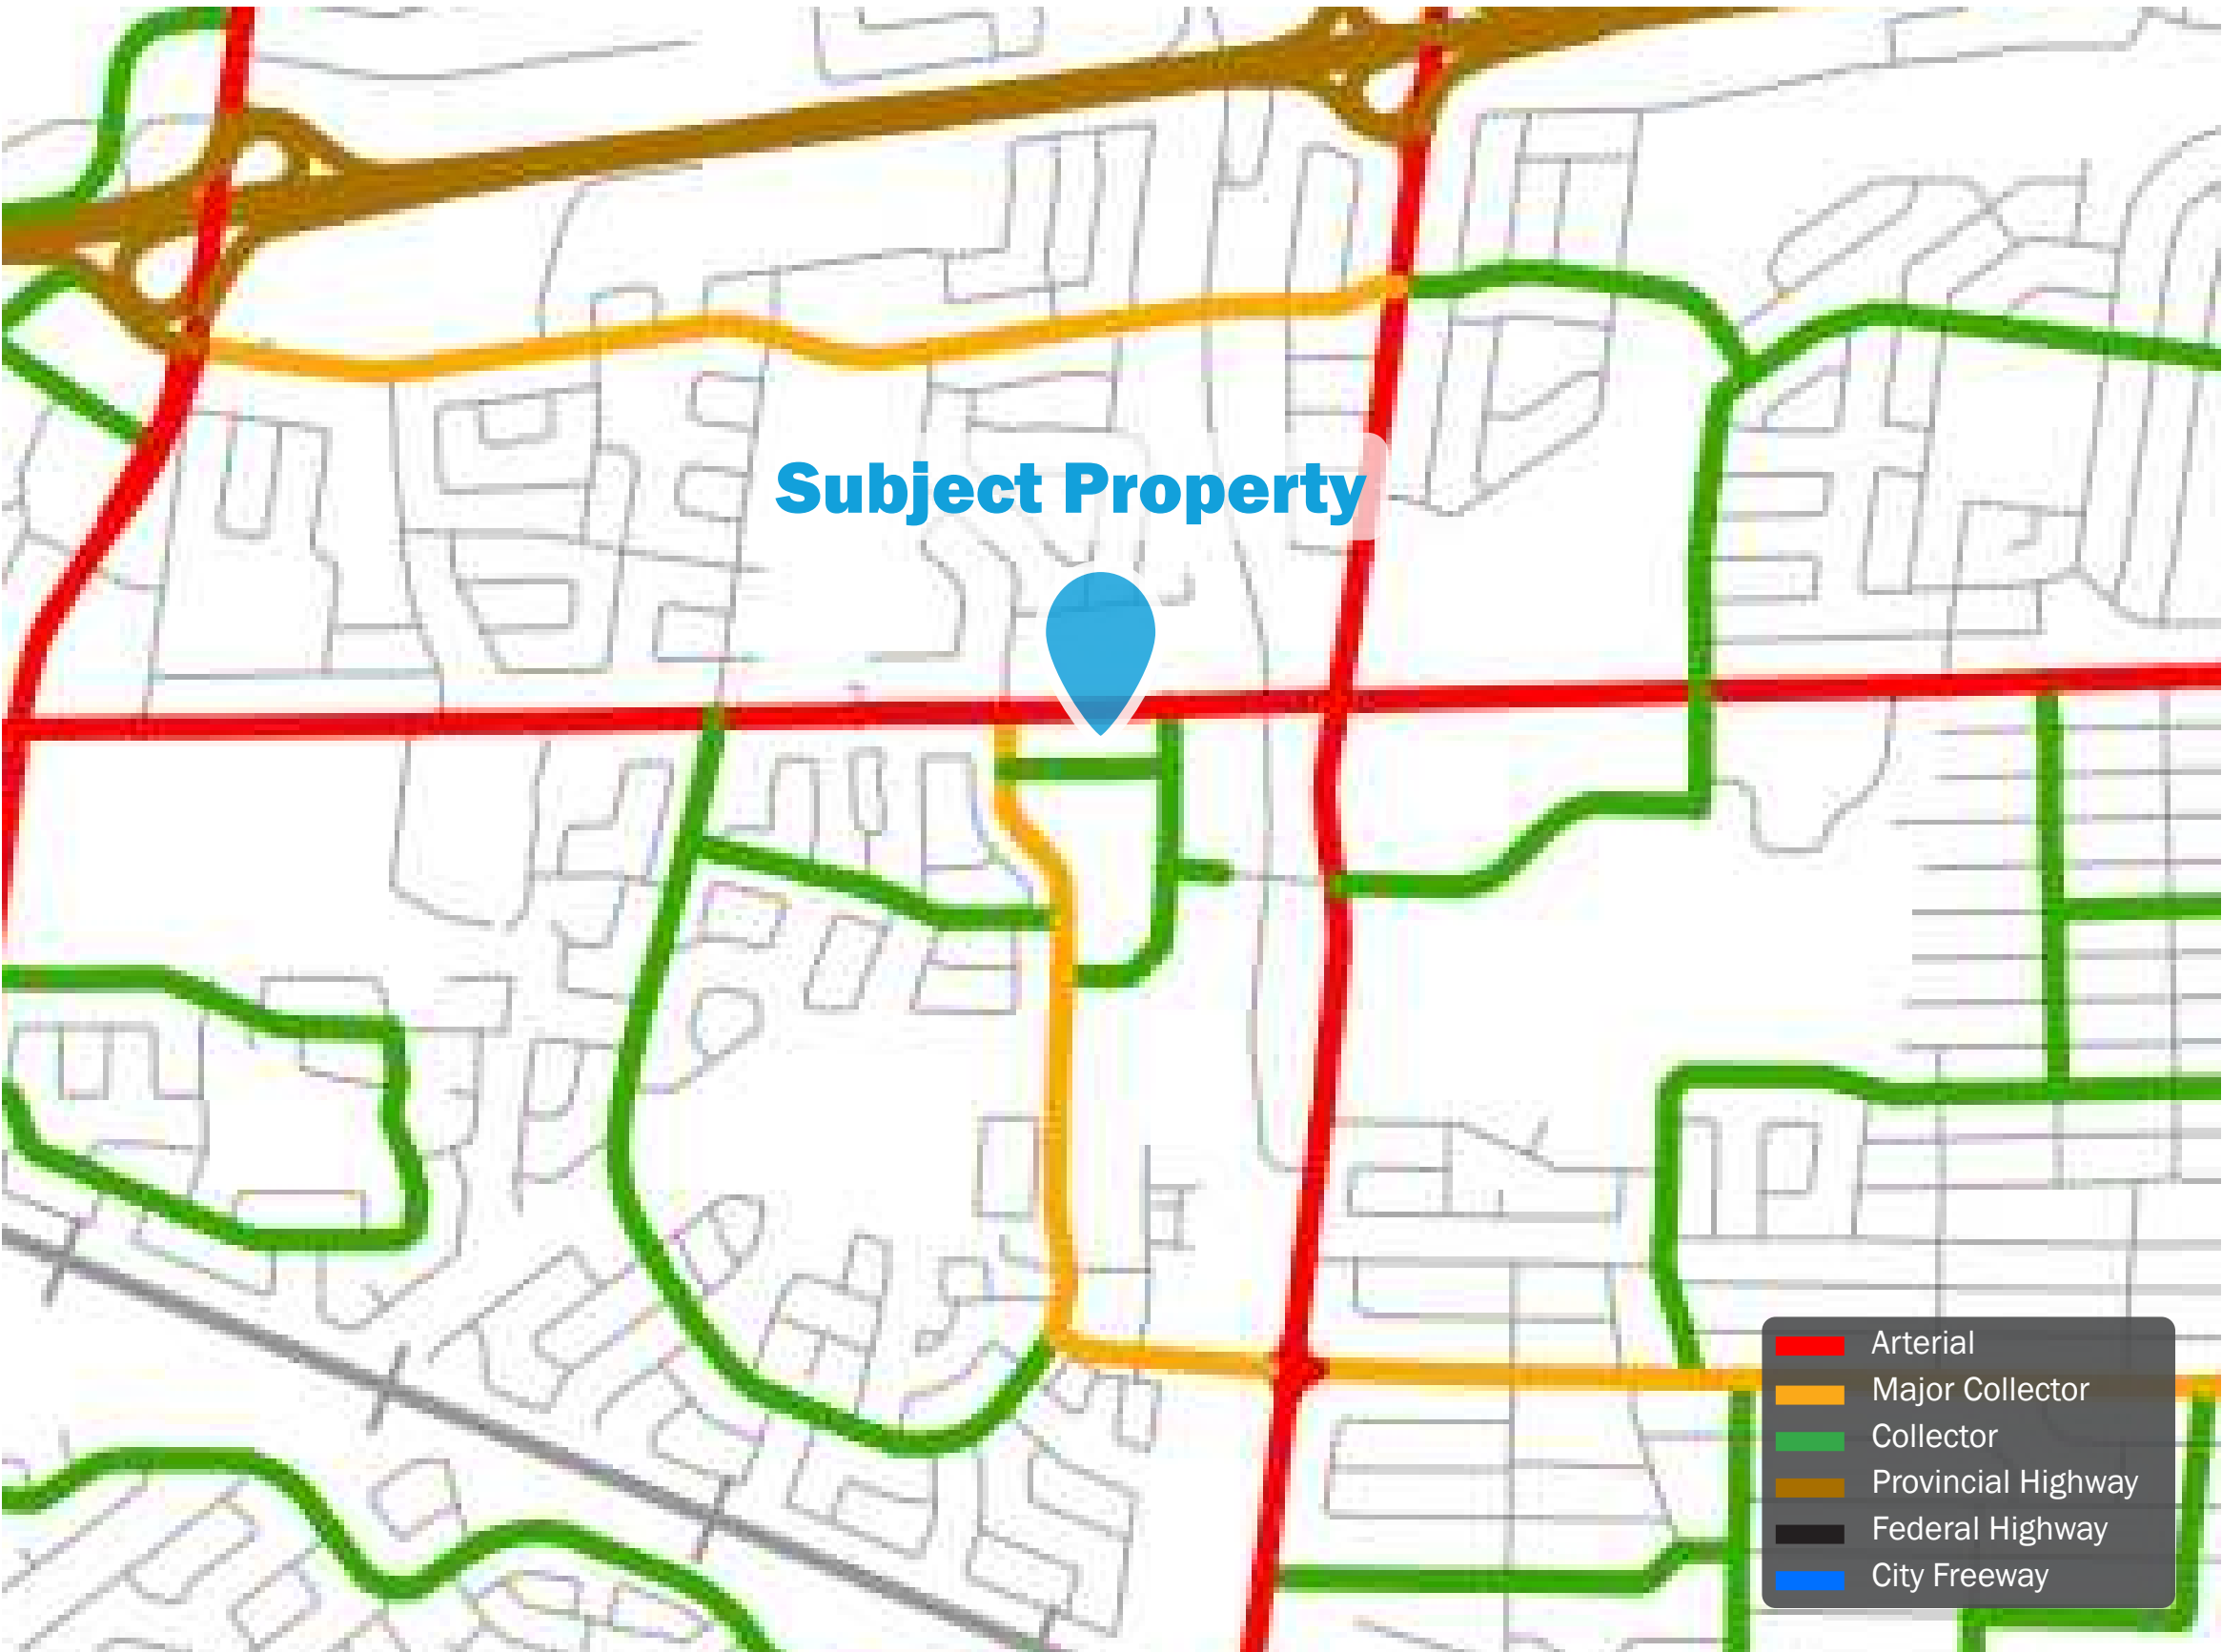 Subject Property
Arterial
Major Collector
Collector
Provincial Highway
Federal Highway
City Freeway